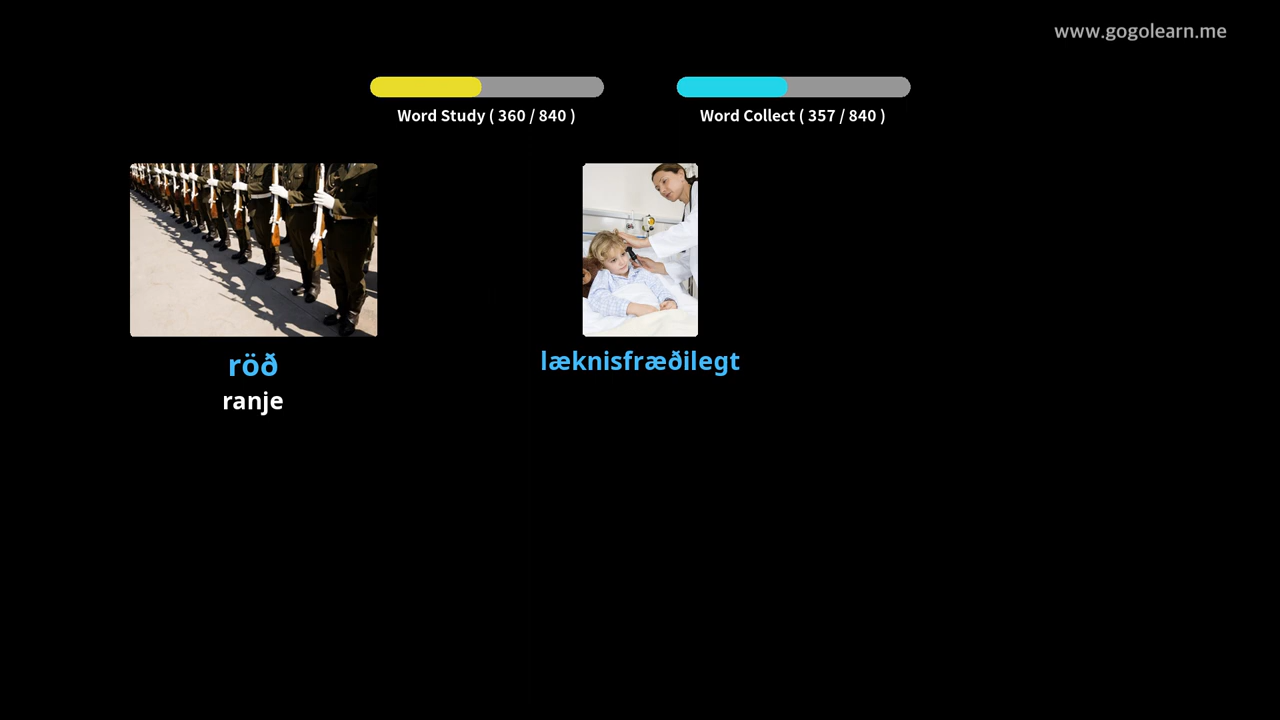 www.gogolearn.me
Word Study ( 360 / 840 )
Word Collect ( 357 / 840 )
röð
ranje
læknisfræðilegt